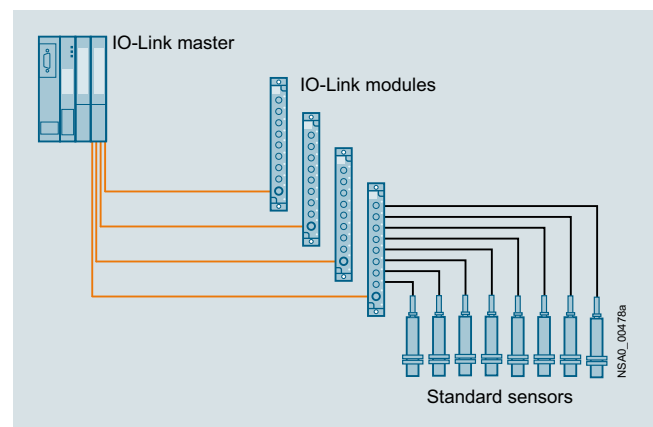 IO-Link master
IO-Link modules
NSA0_00478a
Standard sensors